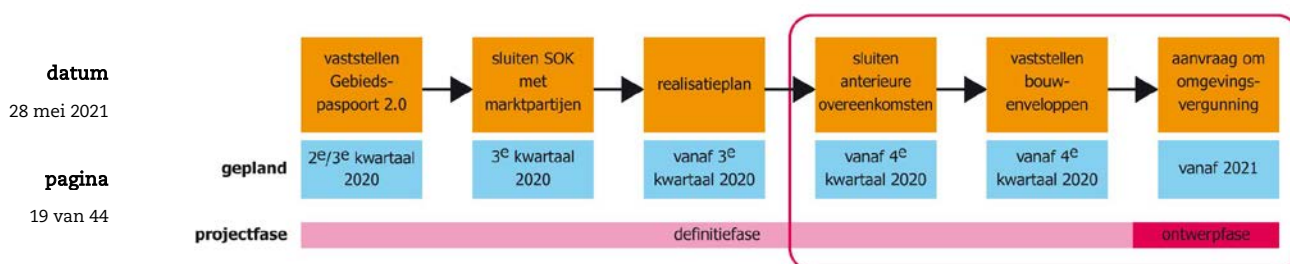 datum
28 mei 2021
pagina
19 van 44
vaststellen
Gebieds-
paspoort 2.0
sluiten SOK
met
marktpartijen
realisatieplan
sluiten
anterieure
overeenkomsten
vaststellen
bouw-
enveloppen
aanvraag om
omgevings-
vergunning
gepland
2e/3e kwartaal
2020
3e kwartaal
2020
vanaf 3e
kwartaal 2020
vanaf 4e
kwartaal 2020
vanaf 4e
kwartaal 2020
vanaf 2021
projectfase
definitiefase
ontwerpfase